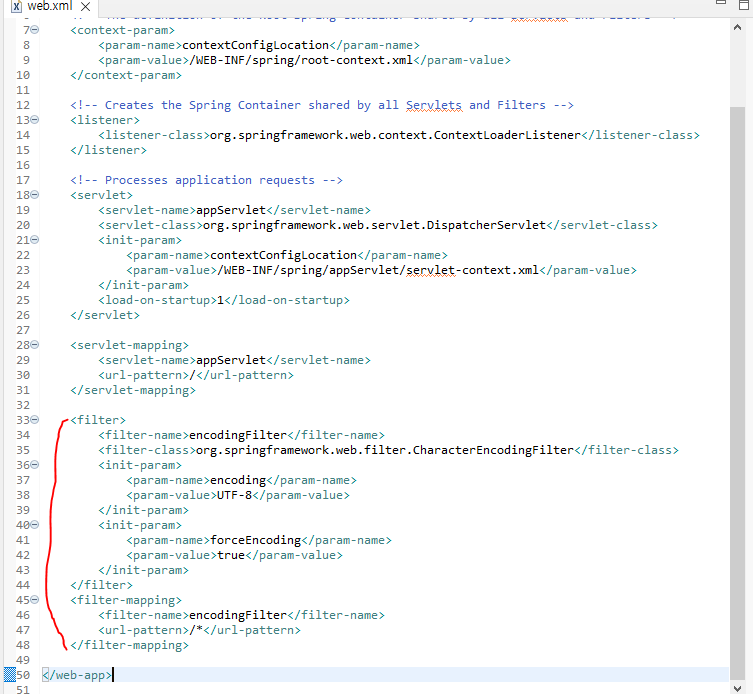 web.xml
7 <context-param>
8 <param-name>contextConfigLocation</param-name>
9 <param-value>/WEB-INF/spring/root-context.xml</param-value>
10 </context-param>
11
12 <!-- Creates the Spring Container shared by all Servlets and Filters -->
13 <listener>
14 <listener-class>org.springframework.web.context.ContextLoaderListener</listener-class>
15 </listener>
16
17 <!-- Processes application requests -->
18 <servlet>
19 <servlet-name>appServlet</servlet-name>
20 <servlet-class>org.springframework.web.servlet.DispatcherServlet</servlet-class>
21 <init-param>
22 <param-name>contextConfigLocation</param-name>
23 <param-value>/WEB-INF/spring/appServlet/servlet-context.xml</param-value>
24 </init-param>
25 <load-on-startup>1</load-on-startup>
26 </servlet>
27
28 <servlet-mapping>
29 <servlet-name>appServlet</servlet-name>
30 <url-pattern>/</url-pattern>
31 </servlet-mapping>
32
33 <filter>
34 <filter-name>encodingFilter</filter-name>
35 <filter-class>org.springframework.web.filter.CharacterEncodingFilter</filter-class>
36 <init-param>
37 <param-name>encoding</param-name>
38 <param-value>UTF-8</param-value>
39 </init-param>
40 <init-param>
41 <param-name>forceEncoding</param-name>
42 <param-value>true</param-value>
43 </init-param>
44 </filter>
45 <filter-mapping>
46 <filter-name>encodingFilter</filter-name>
47 <url-pattern>/*</url-pattern>
48 </filter-mapping>
49
50 </web-app>
51